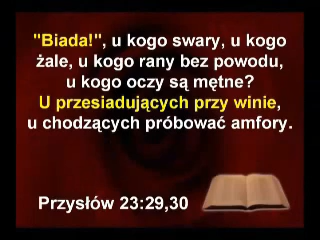 "Biada!", u kogo swary, u kogo
żale, u kogo rany bez powodu,
u kogo oczy są mętne?
U przesiadujących przy winie,
u chodzących próbować amfory.
Przysłów 23:29,30